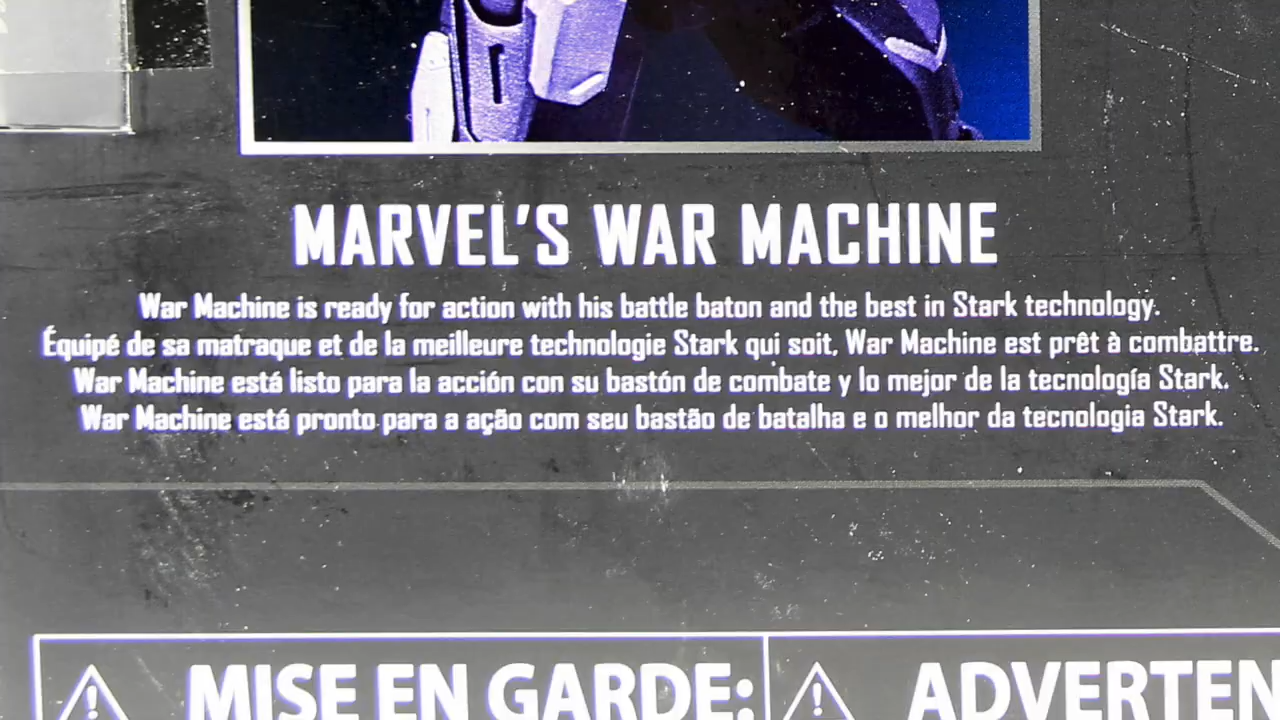 MARVEL'S WAR MACHINE
War Machine is ready for action with his battle baton and the best in Stark technology.
Équipé de sa matraque et de la meilleure technologie Stark qui soit, War Machine est prêt à combattre.
War Machine está listo para la acción con su bastón de combate y lo mejor de la tecnología Stark.
War Machine está pronto para a ação com seu bastão de batalha e o melhor da tecnologia Stark.
MISE EN GARDE: ADVERTEN